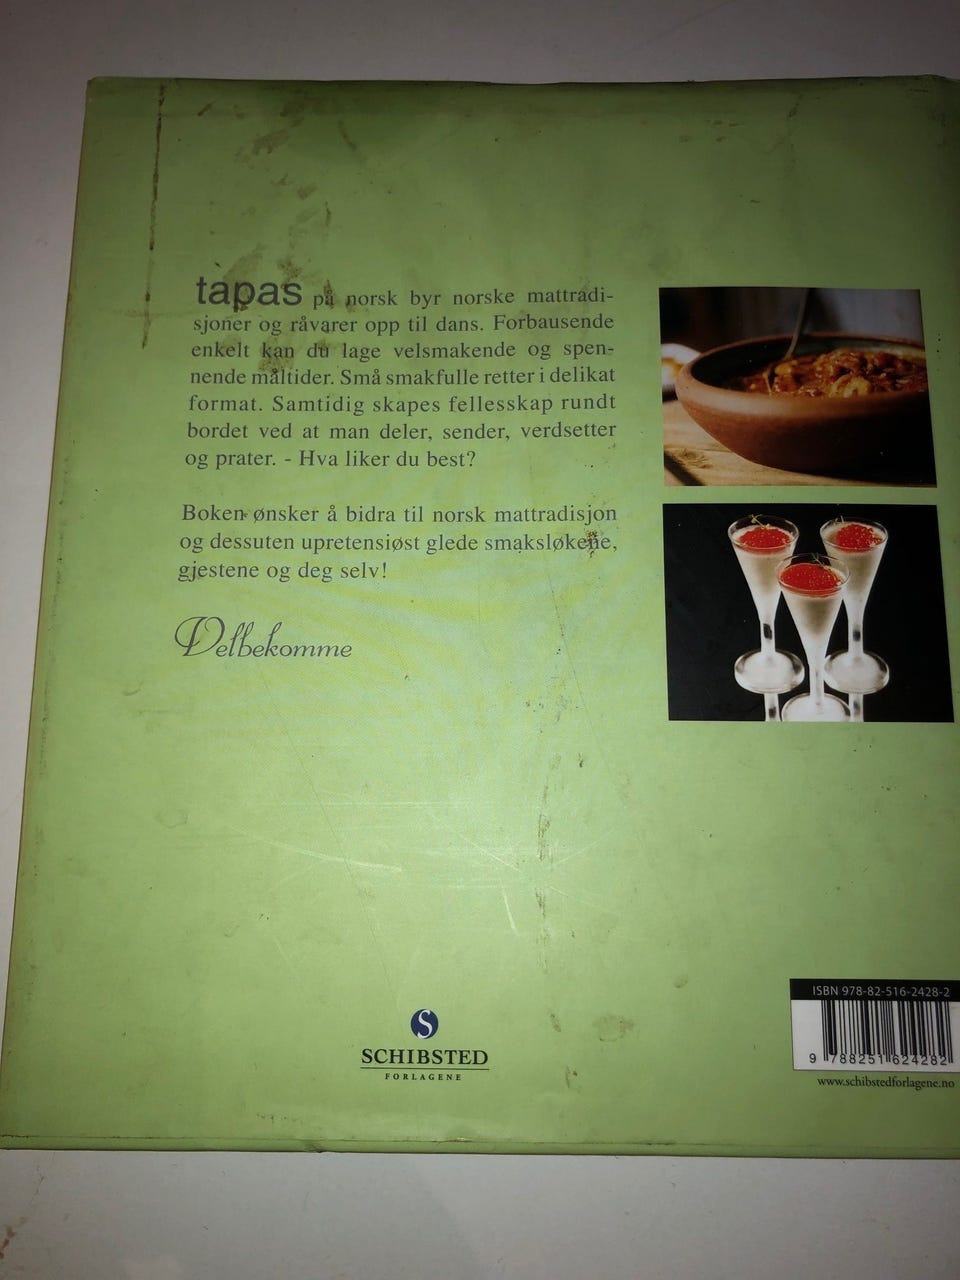 tapas på norsk byr norske mattradi-
sjoner og råvarer opp til dans. Forbausende
enkelt kan du lage velsmakende og spen-
nende måltider. Små smakfulle retter i delikat
format. Samtidig skapes fellesskap rundt
bordet ved at man deler, sender, verdsetter
og prater. - Hva liker du best?
Boken ønsker å bidra til norsk mattradisjon
og dessuten upretensiøst glede smaksløkene,
gjestene og deg selv!
Velbekomme
S
SCHIBSTED
FORLAGENE
ISBN 978-82-516-2428-2
9 788251 624282
www.schibstedforlagene.no